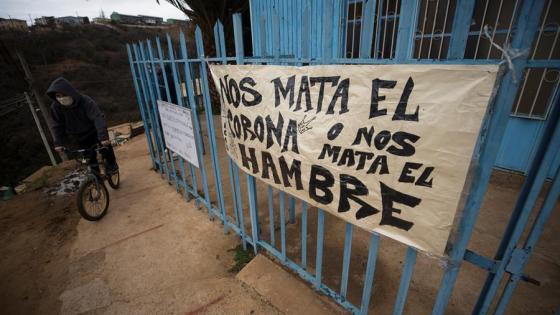 NOS MATA EL
CORONA O NOS
MATA EL
HAMBRE